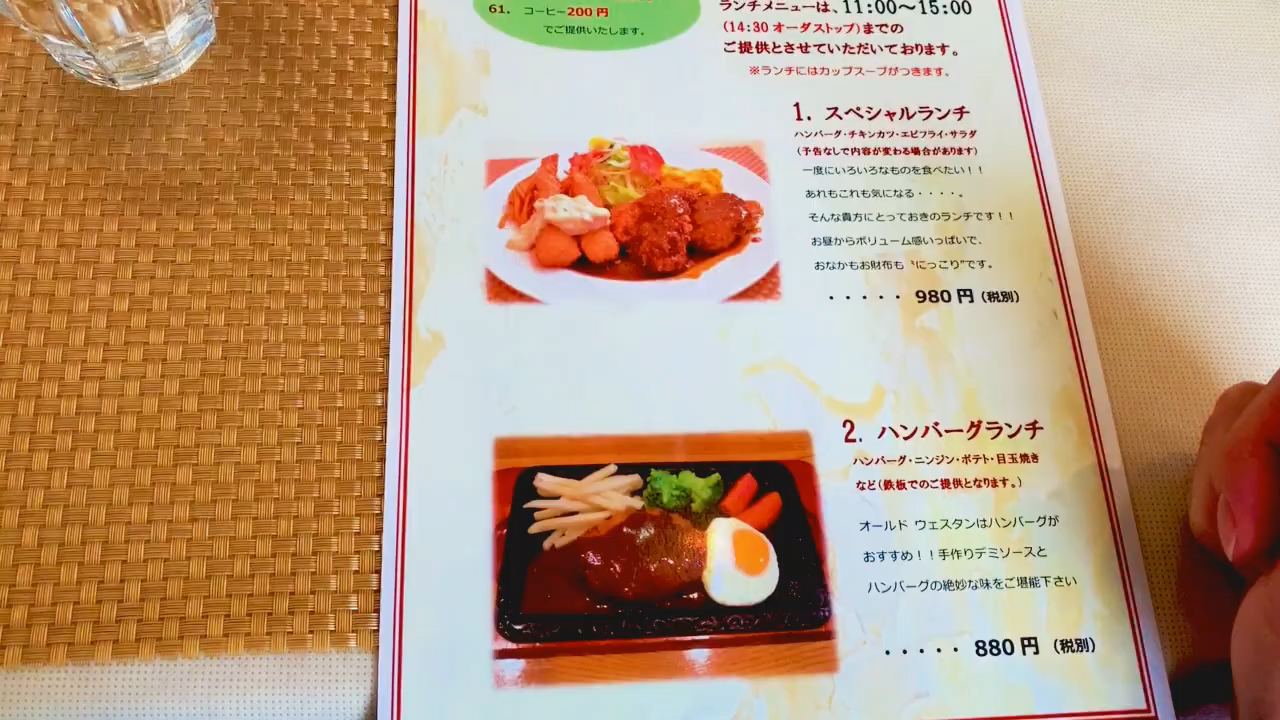 61. コーヒー200円
でご提供いたします。
ランチメニューは、11:00〜15:00
(14:30 オーダストップ)までの
ご提供とさせていただいております。
※ランチにはカップスープがつきます。
1. スペシャルランチ
ハンバーグ・チキンカツ・エビフライ・サラダ
(予告なしで内容が変わる場合があります)
一度にいろいろなものを食べたい！！
あれもこれも気になる・・・・。
そんな貴方にとっておきのランチです！！
お昼からボリューム感いっぱいで、
おなかもお財布も〝にっこり”です。
・・・・・ 980円(税別)
2. ハンバーグランチ
ハンバーグ・ニンジン・ポテト・目玉焼き
など(鉄板でのご提供となります。)
オールド ウェスタンはハンバーグが
おすすめ！！手作りデミソースと
ハンバーグの絶妙な味をご堪能下さい
・・・・・ 880円 (税別)